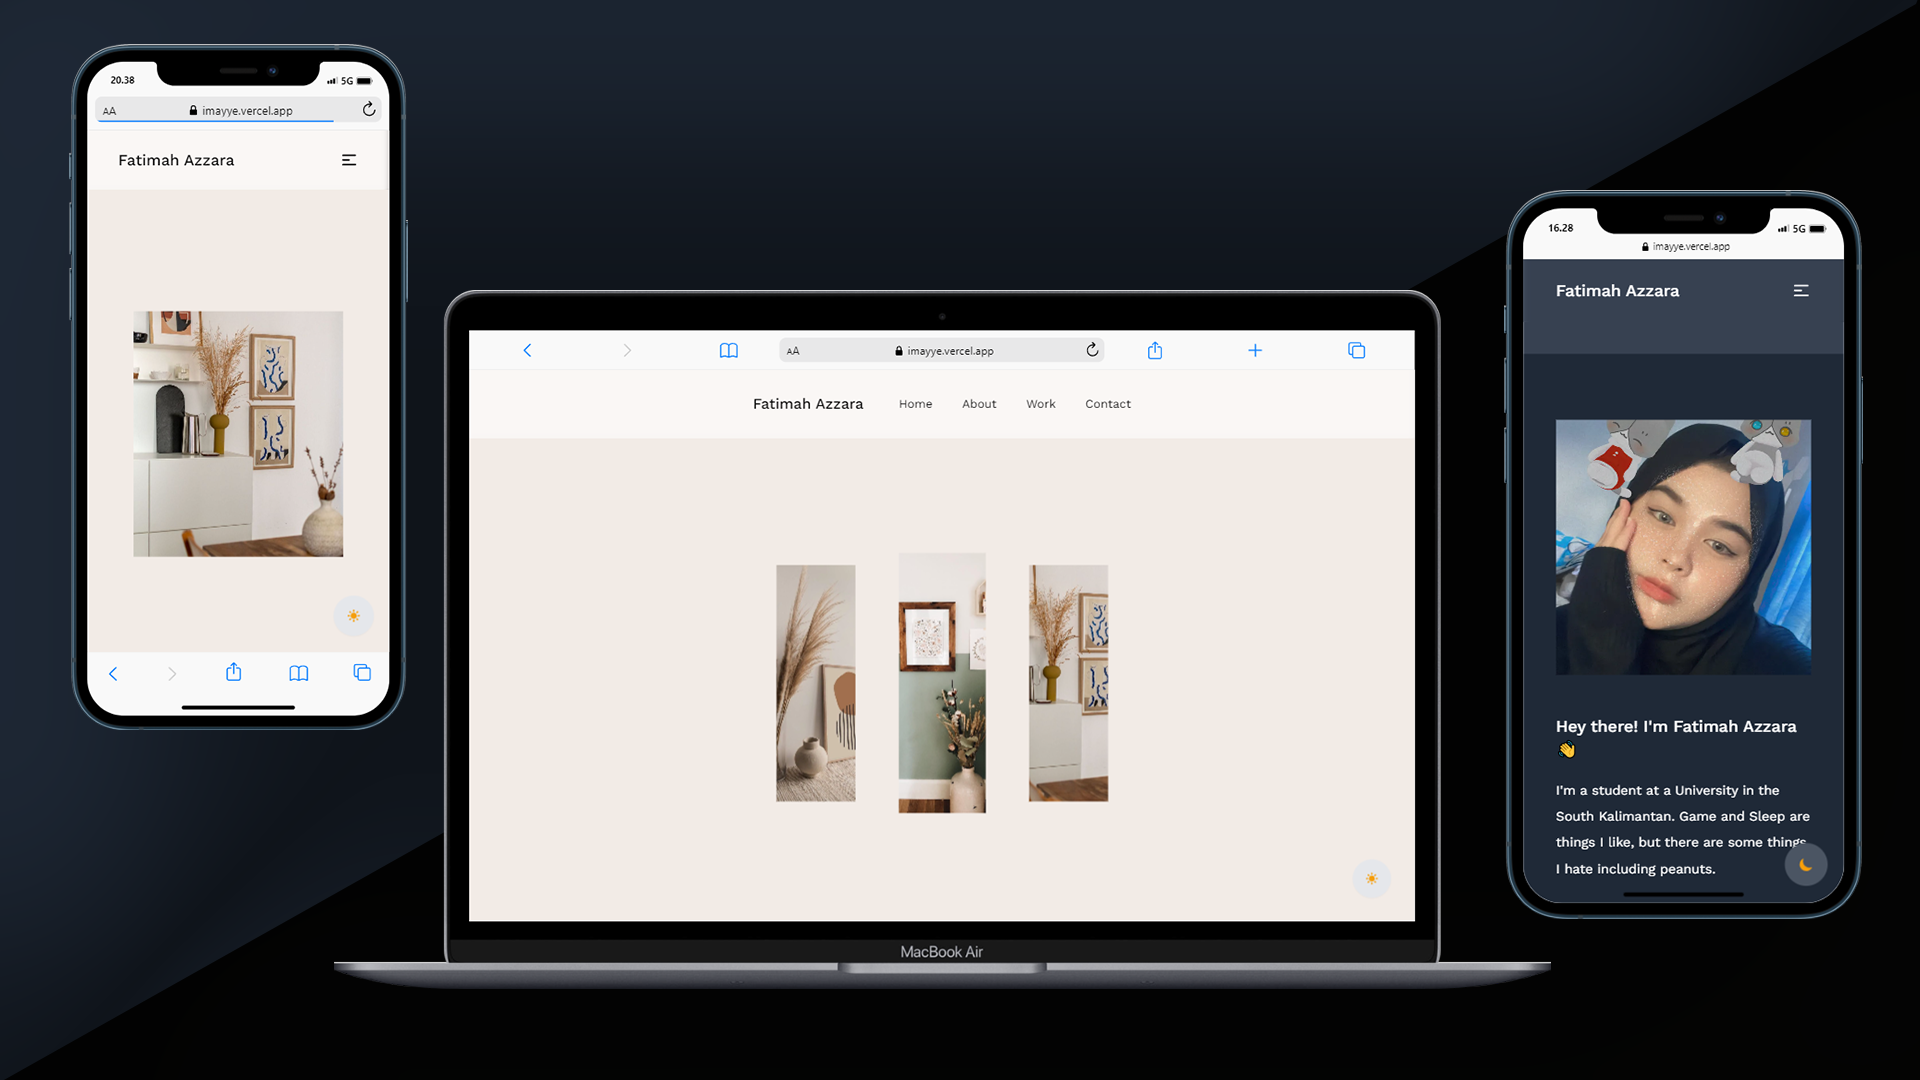 20.38
5G
AA
imayye.vercel.app
Fatimah Azzara
AA
imayye.vercel.app
Fatimah Azzara Home About Work Contact
MacBook Air
16.28
5G
imayye.vercel.app
Fatimah Azzara
Hey there! I'm Fatimah Azzara
👋
I'm a student at a University in the
South Kalimantan. Game and Sleep are
things I like, but there are some things
I hate including peanuts.